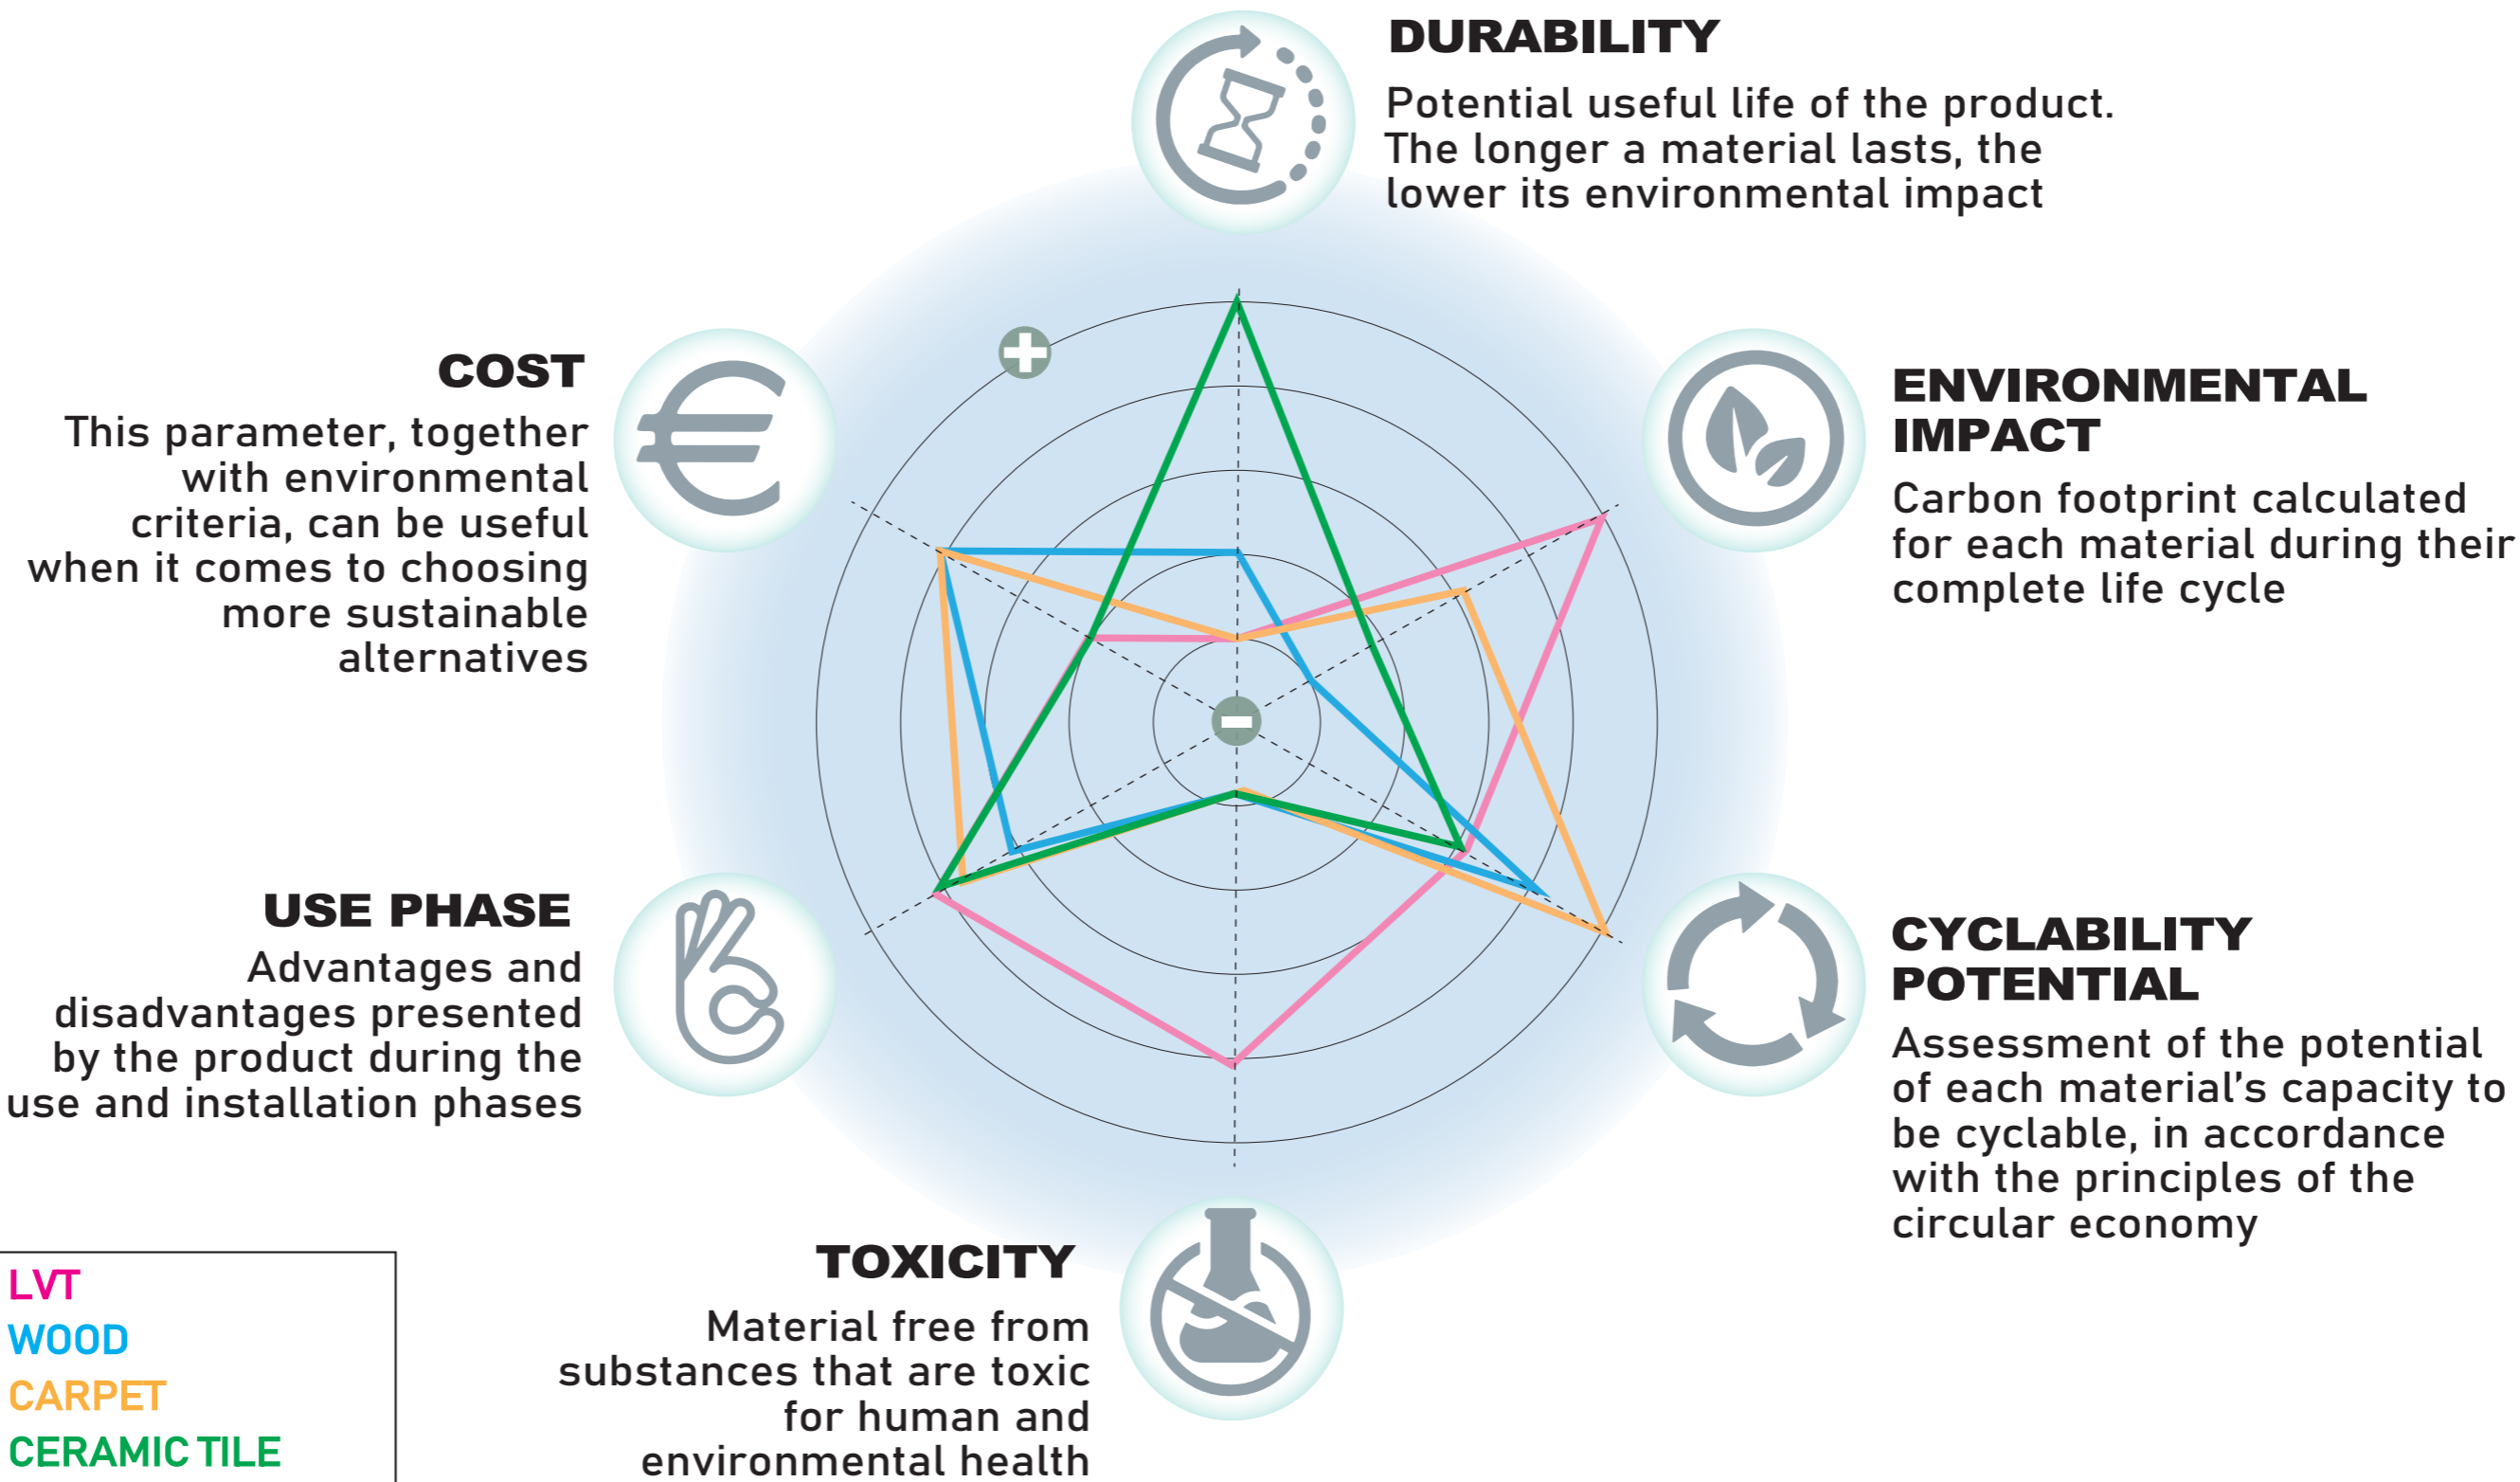 DURABILITY
Potential useful life of the product.
The longer a material lasts, the
lower its environmental impact
COST
This parameter, together
with environmental
criteria, can be useful
when it comes to choosing
more sustainable
alternatives
ENVIRONMENTAL
IMPACT
Carbon footprint calculated
for each material during their
complete life cycle
USE PHASE
Advantages and
disadvantages presented
by the product during the
use and installation phases
CYCLABILITY
POTENTIAL
Assessment of the potential
of each material's capacity to
be cyclable, in accordance
with the principles of the
circular economy
TOXICITY
Material free from
substances that are toxic
for human and
environmental health
LVT
WOOD
CARPET
CERAMIC TILE